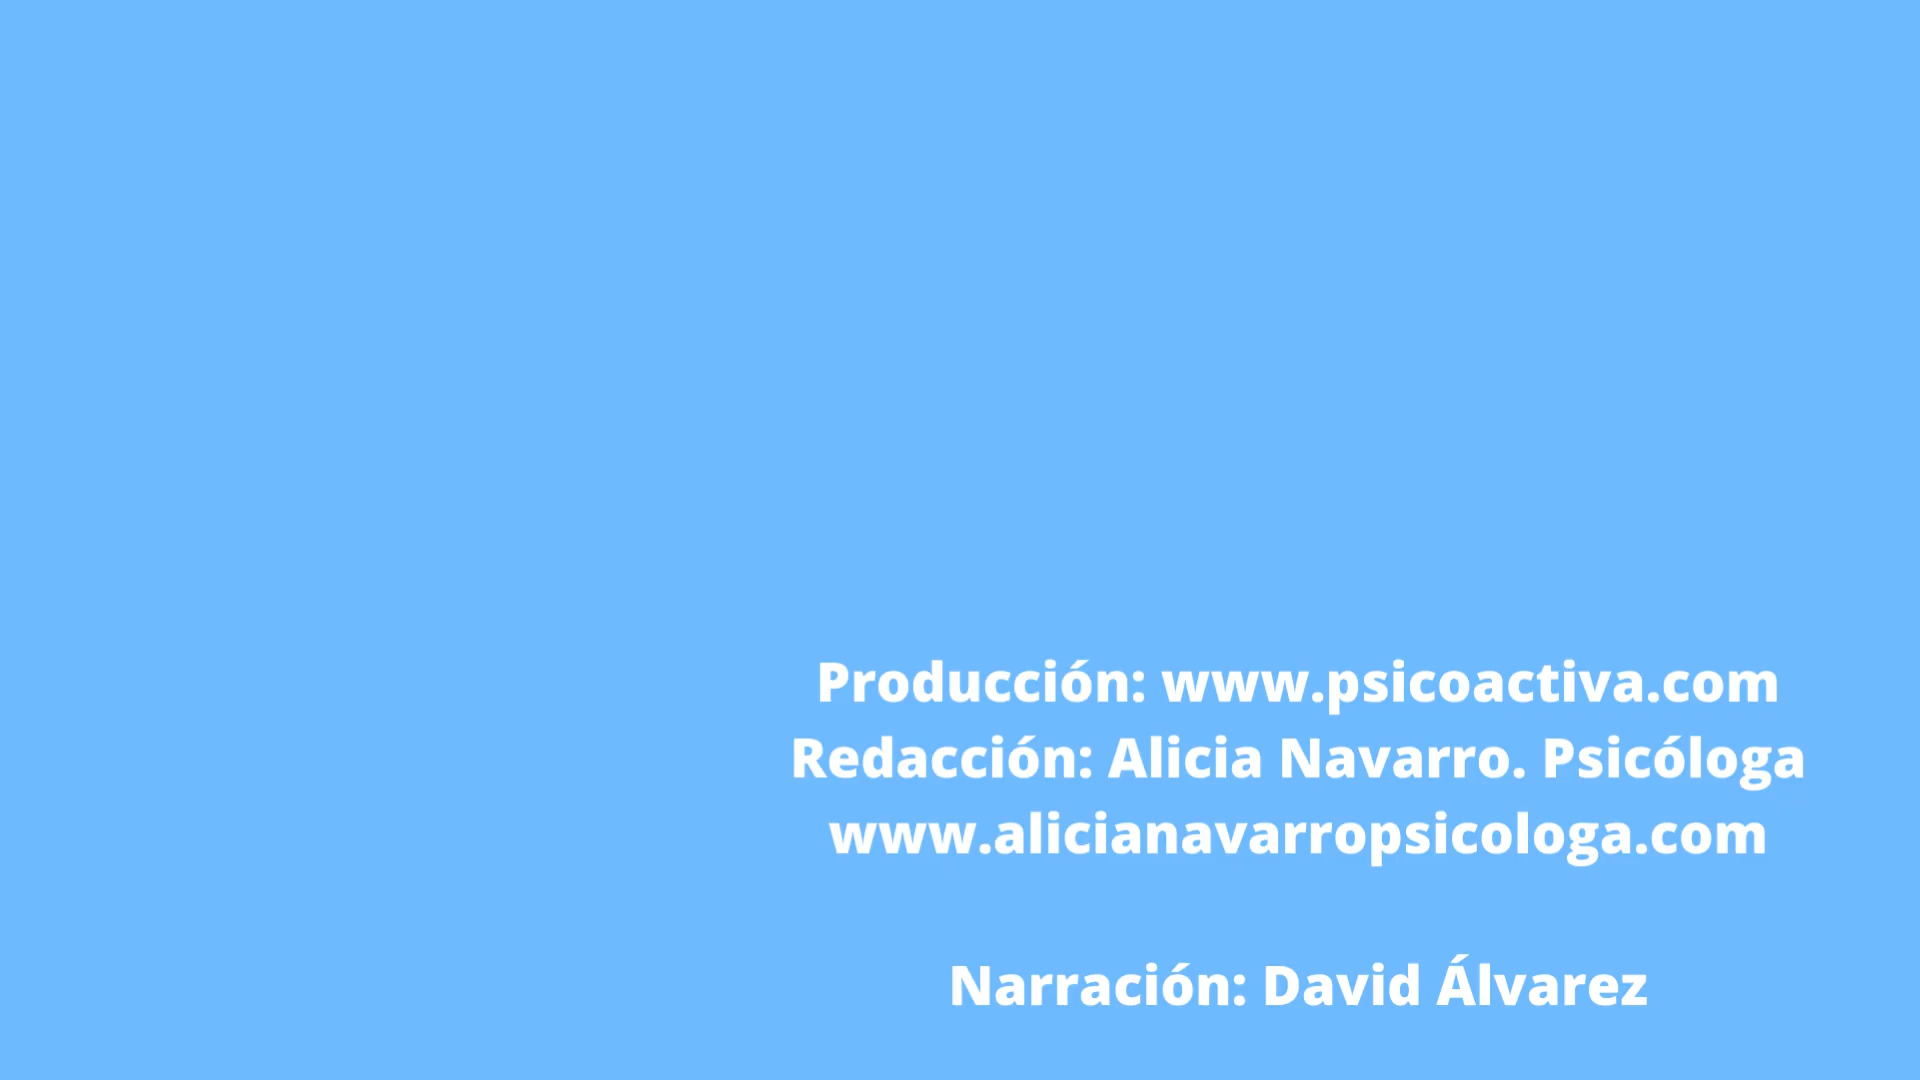 Producción: www.psicoactiva.com
Redacción: Alicia Navarro. Psicóloga
www.alicianavarropsicologa.com
Narración: David Álvarez